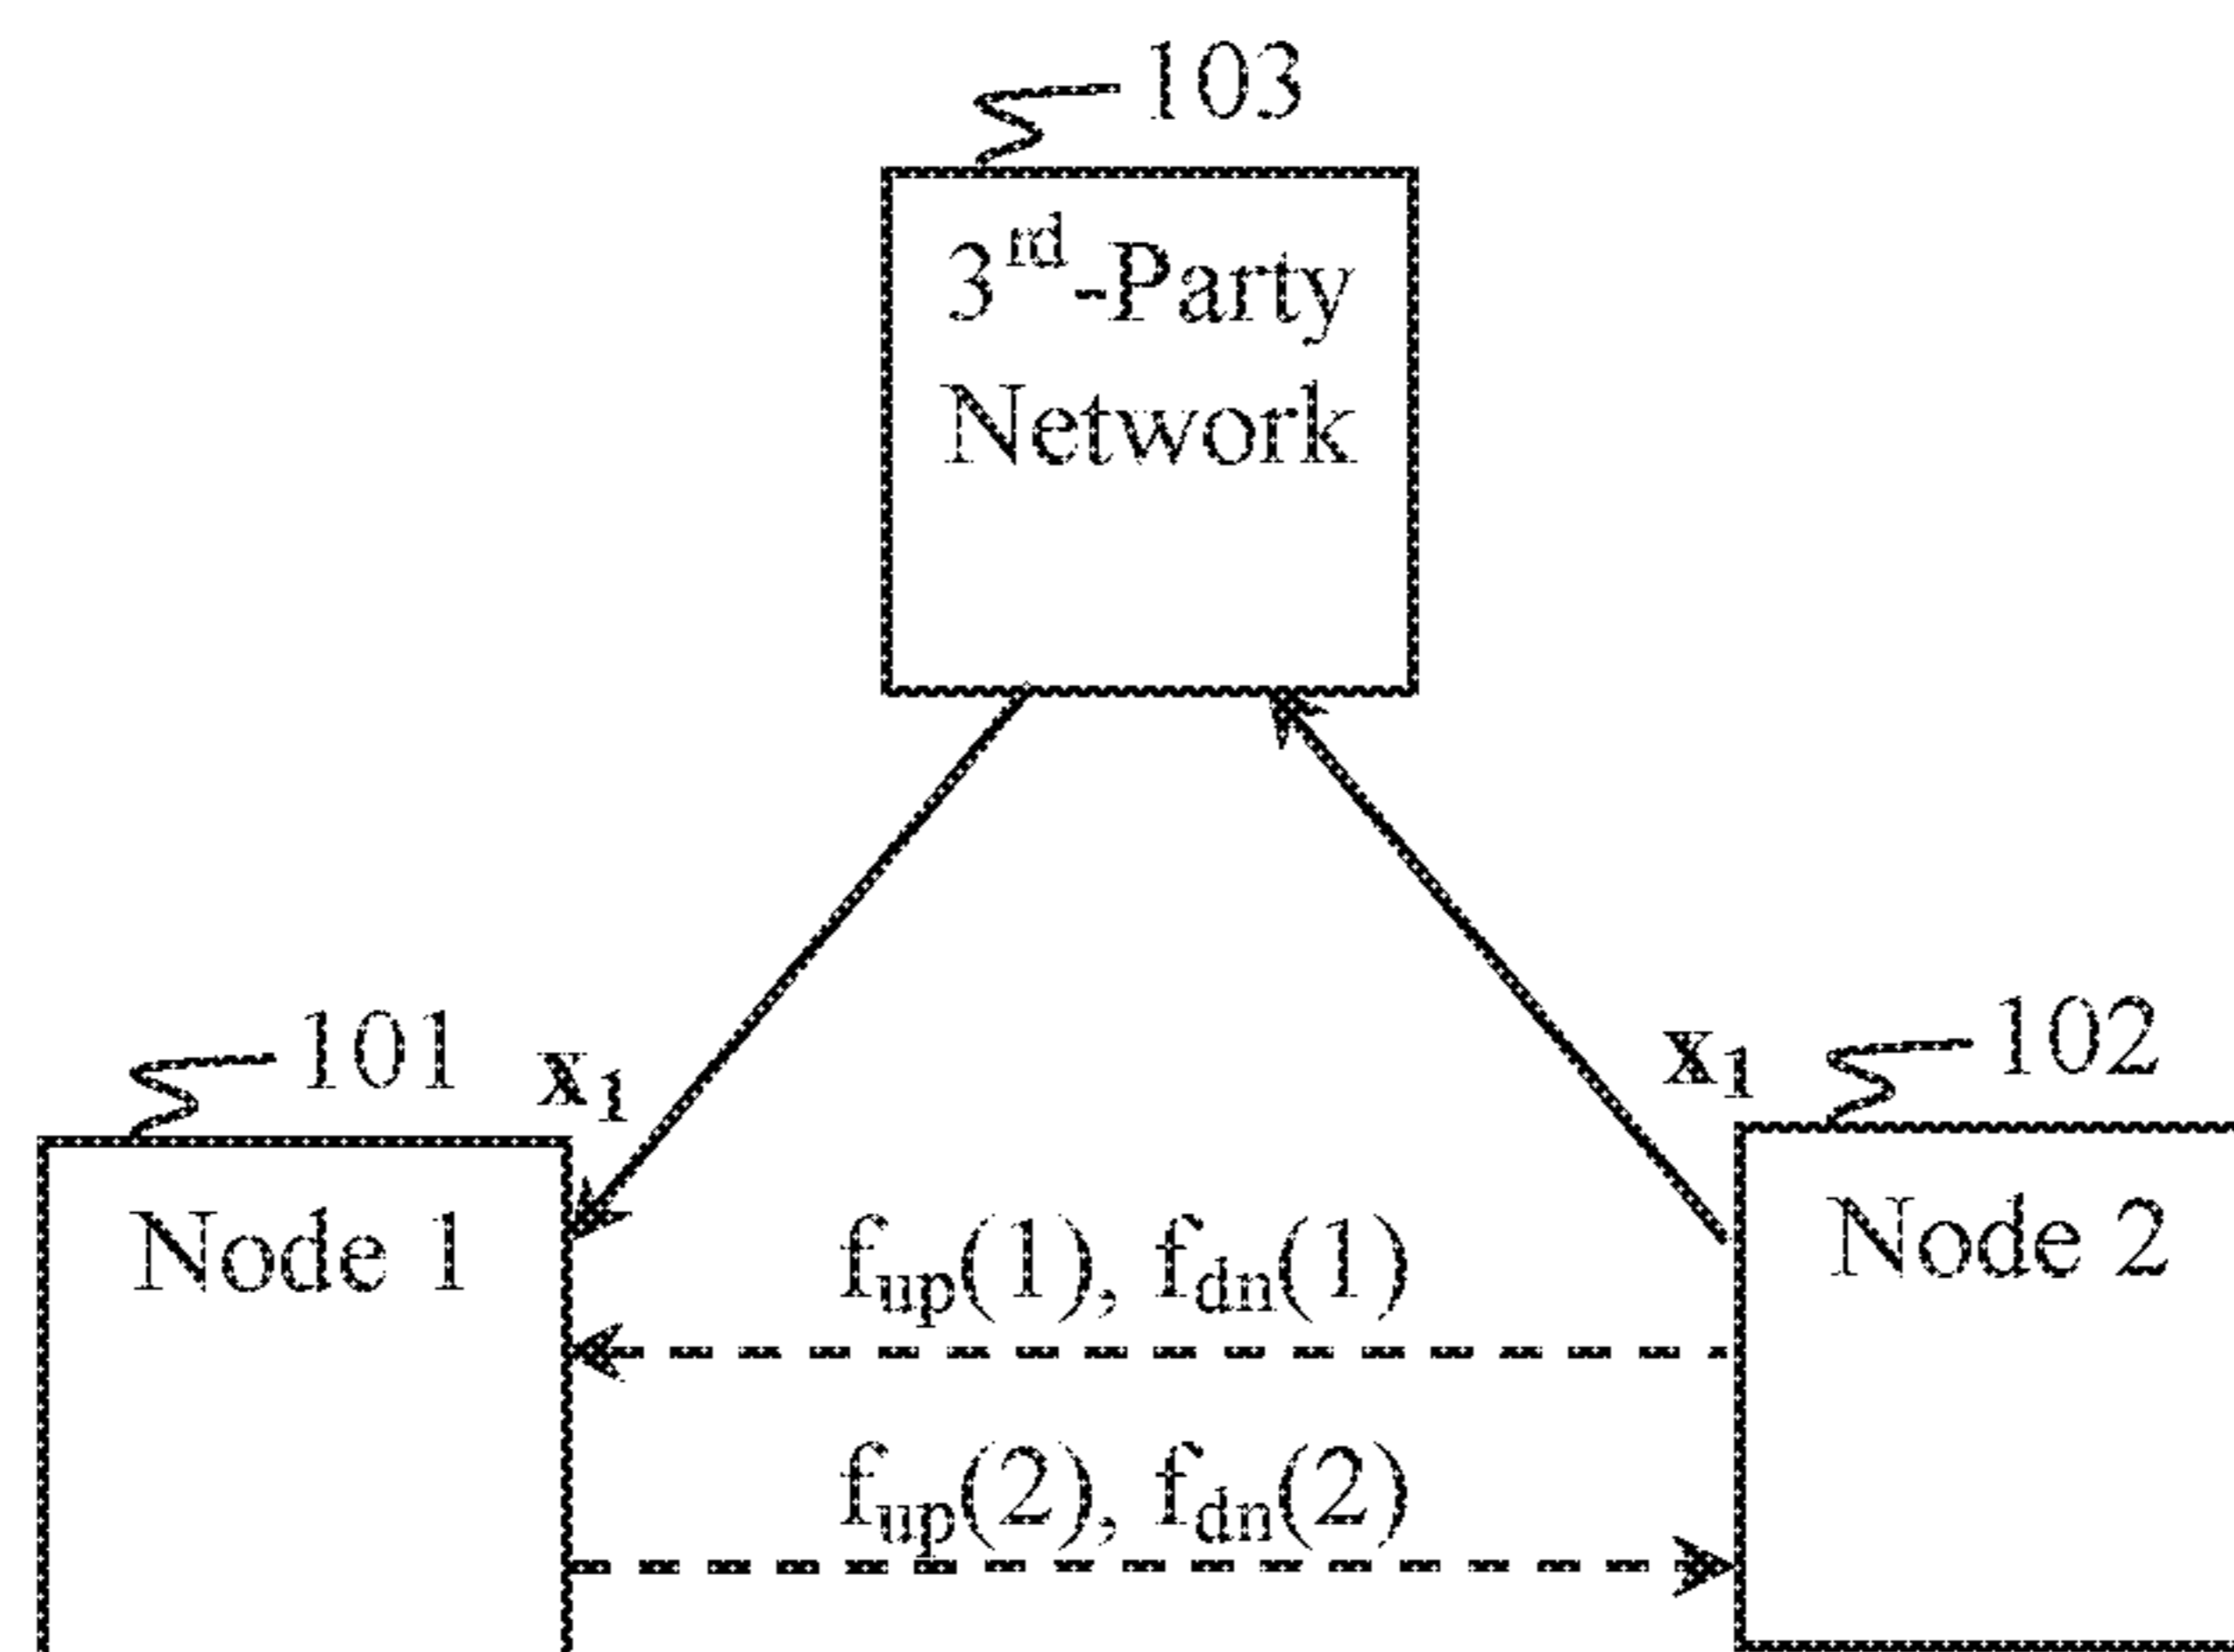 103
3rd-Party
Network
101
x1
x1
102
Node 1
fup(1), fdn(1)
Node 2
fup(2), fdn(2)